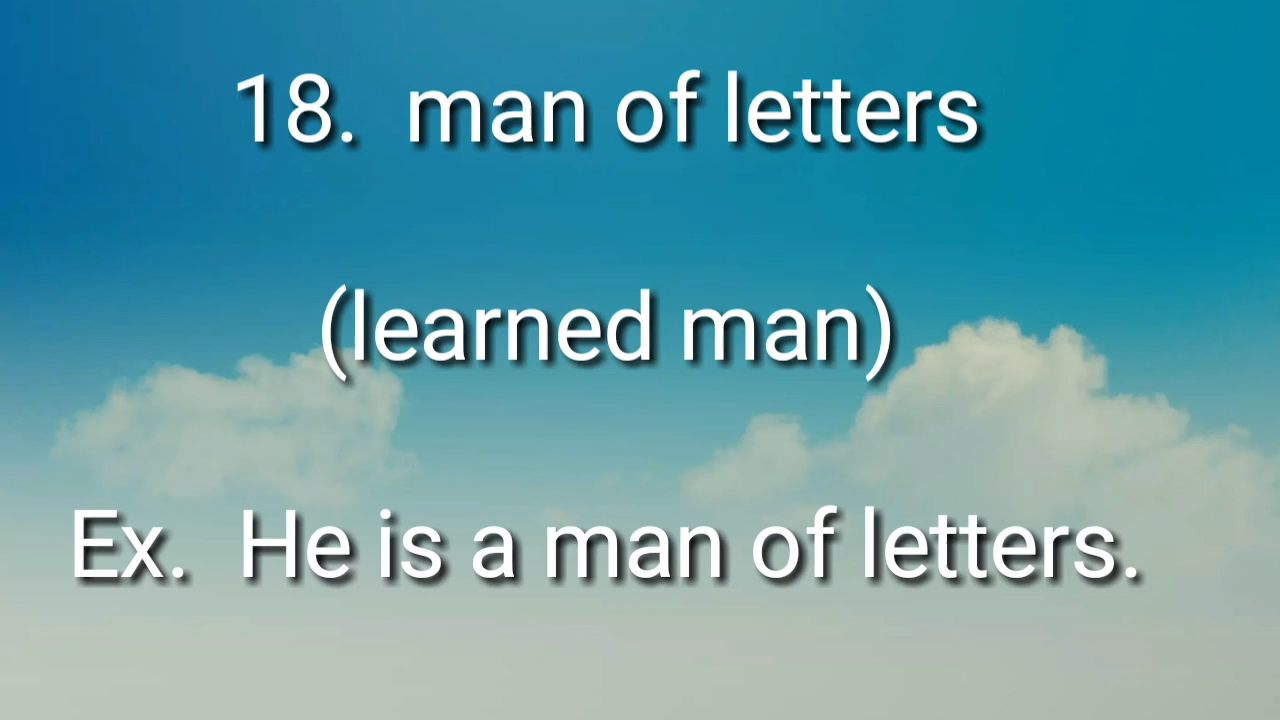 18. man of letters
(learned man)
Ex. He is a man of letters.